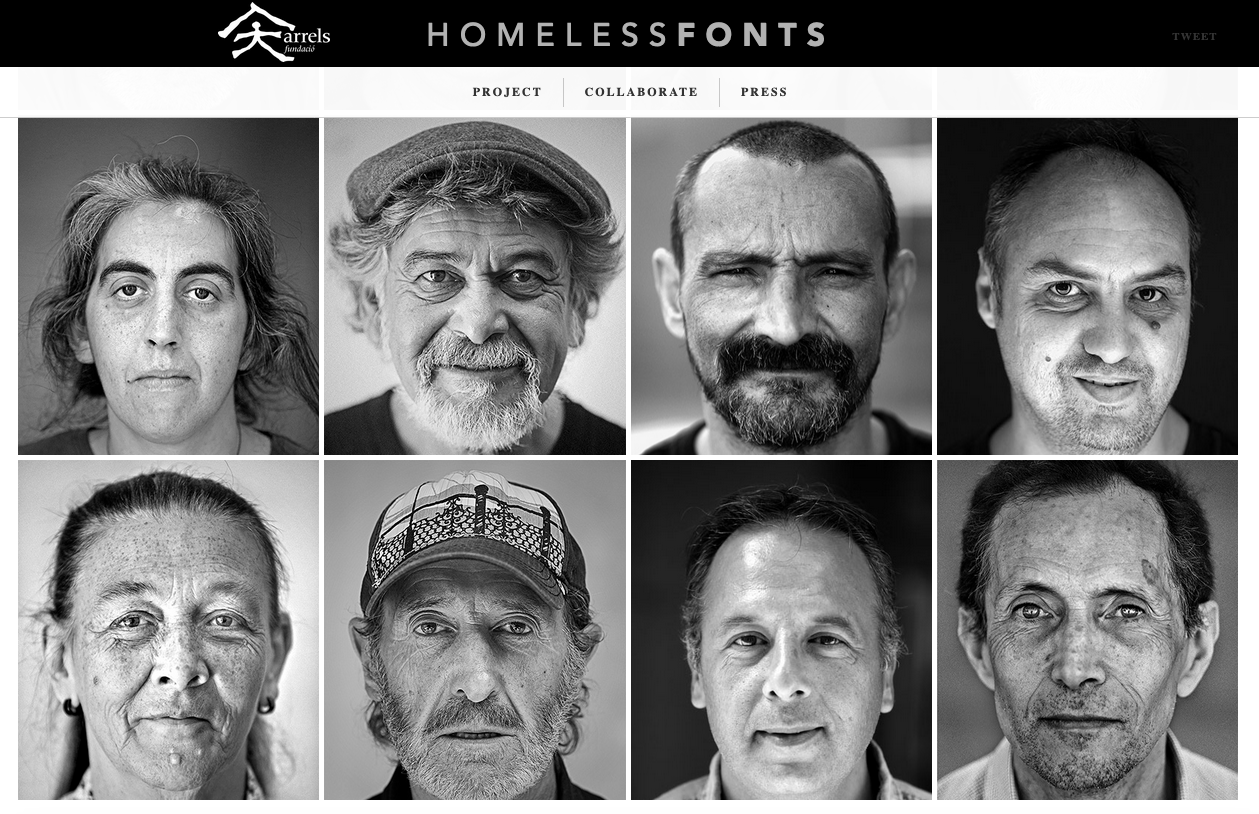 arrels
fundació
HOMELESSFONTS
TWEET
PROJECT
COLLABORATE
PRESS